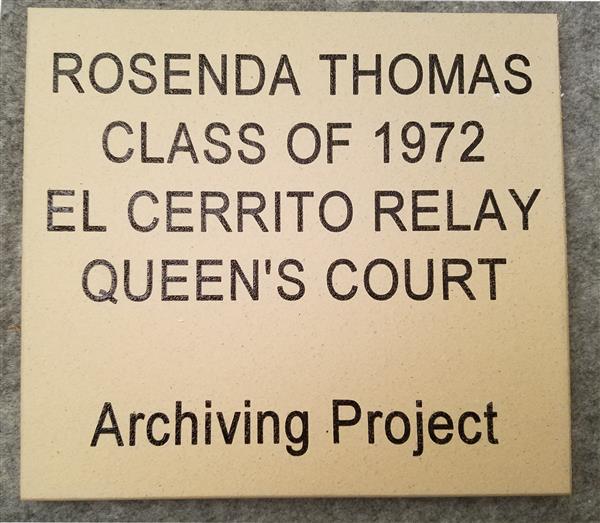 ROSENDA THOMAS
CLASS OF 1972
EL CERRITO RELAY
QUEEN'S COURT
Archiving Project